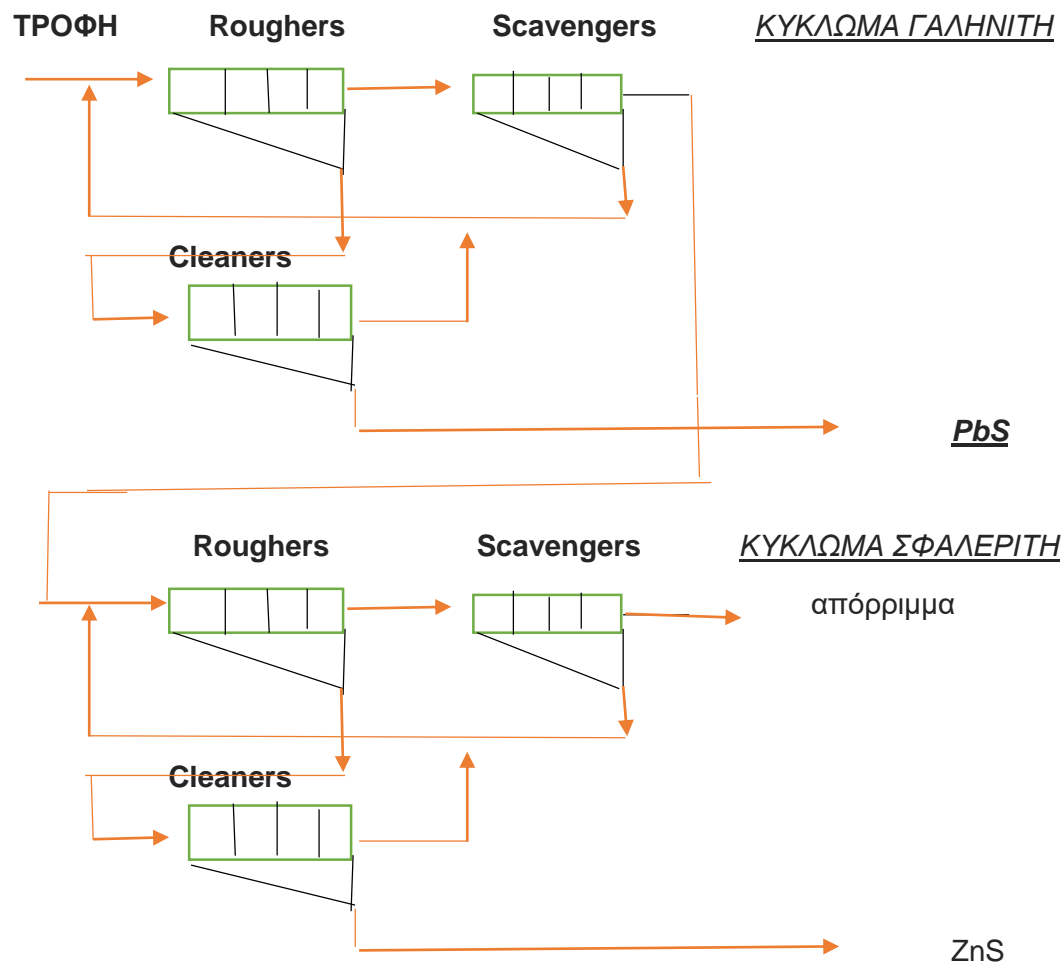 ΤΡΟΦΗ Roughers Scavengers ΚΥΚΛΩΜΑ ΓΑΛΗΝΙΤΗ
Cleaners
PbS
Roughers Scavengers ΚΥΚΛΩΜΑ ΣΦΑΛΕΡΙΤΗ
απόρριμμα
Cleaners
ZnS